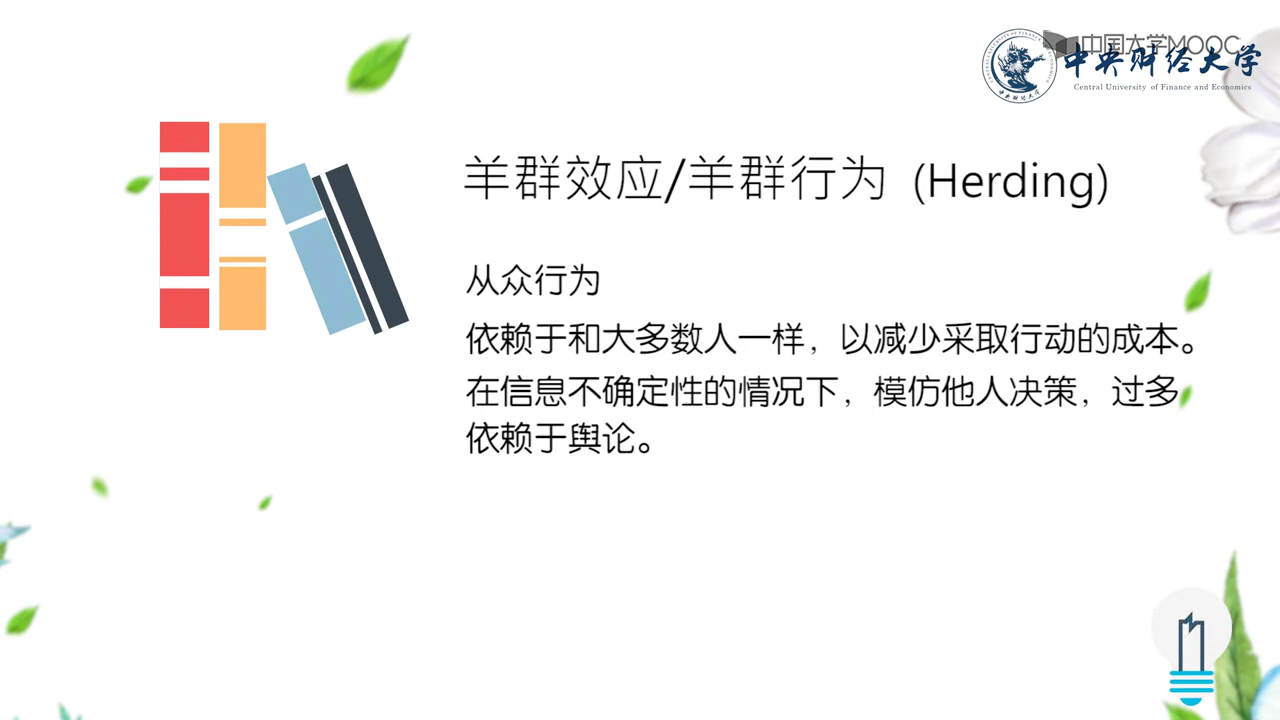 中国大学MOOC
中央财经大学
Central University of Finance and Economics
羊群效应/羊群行为 (Herding)
从众行为
依赖于和大多数人一样，以减少采取行动的成本。
在信息不确定性的情况下，模仿他人决策，过多
依赖于舆论。